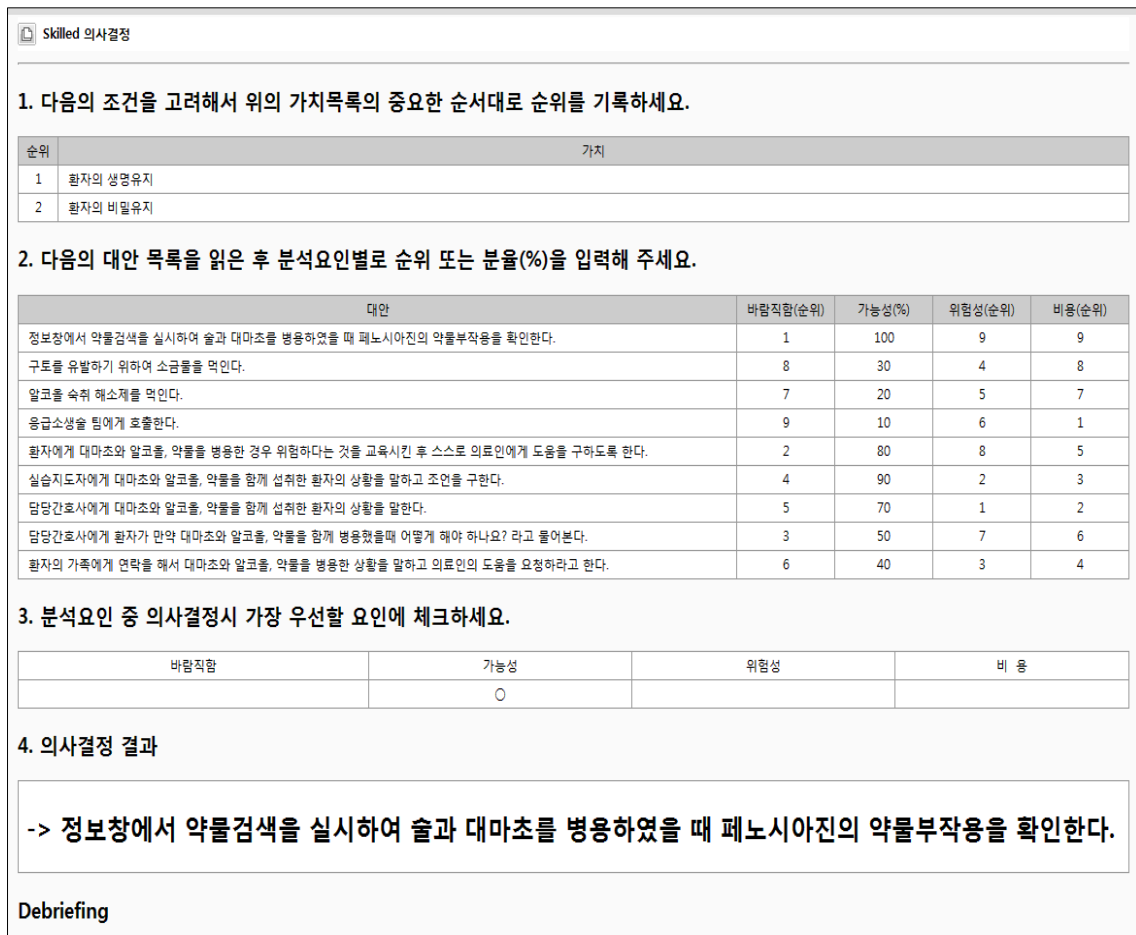 Skilled 의사결정
1. 다음의 조건을 고려해서 위의 가치목록의 중요한 순서대로 순위를 기록하세요.
순위 가치
1 환자의 생명유지
2 환자의 비밀유지
2. 다음의 대안 목록을 읽은 후 분석요인별로 순위 또는 분율(%)을 입력해 주세요.
대안 바람직함(순위) 가능성(%) 위험성(순위) 비용(순위)
정보창에서 약물검색을 실시하여 술과 대마초를 병용하였을 때 페노시아진의 약물부작용을 확인한다. 1 100 9 9
구토를 유발하기 위하여 소금물을 먹인다. 8 30 4 8
알코올 숙취 해소제를 먹인다. 7 20 5 7
응급소생술 팀에게 호출한다. 9 10 6 1
환자에게 대마초와 알코올, 약물을 병용한 경우 위험하다는 것을 교육시킨 후 스스로 의료인에게 도움을 구하도록 한다. 2 80 8 5
실습지도자에게 대마초와 알코올, 약물을 함께 섭취한 환자의 상황을 말하고 조언을 구한다. 4 90 2 3
담당간호사에게 대마초와 알코올, 약물을 함께 섭취한 환자의 상황을 말한다. 5 70 1 2
담당간호사에게 환자가 만약 대마초와 알코올, 약물을 함께 병용했을때 어떻게 해야 하나요? 라고 물어본다. 3 50 7 6
환자의 가족에게 연락을 해서 대마초와 알코올, 약물을 병용한 상황을 말하고 의료인의 도움을 요청하라고 한다. 6 40 3 4
3. 분석요인 중 의사결정시 가장 우선할 요인에 체크하세요.
바람직함 가능성 위험성 비 용
○
4. 의사결정 결과
-> 정보창에서 약물검색을 실시하여 술과 대마초를 병용하였을 때 페노시아진의 약물부작용을 확인한다.
Debriefing